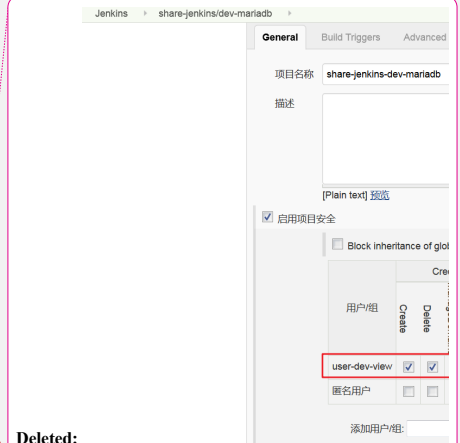 Jenkins share-jenkins/dev-mariadb
General Build Triggers Advanced
项目名称 share-jenkins-dev-mariadb
描述
[Plain text] 预览
启用项目安全
Block inheritance of glob
Cre
用户/组 Create Delete
user-dev-view
匿名用户
添加用户/组:
Deleted: